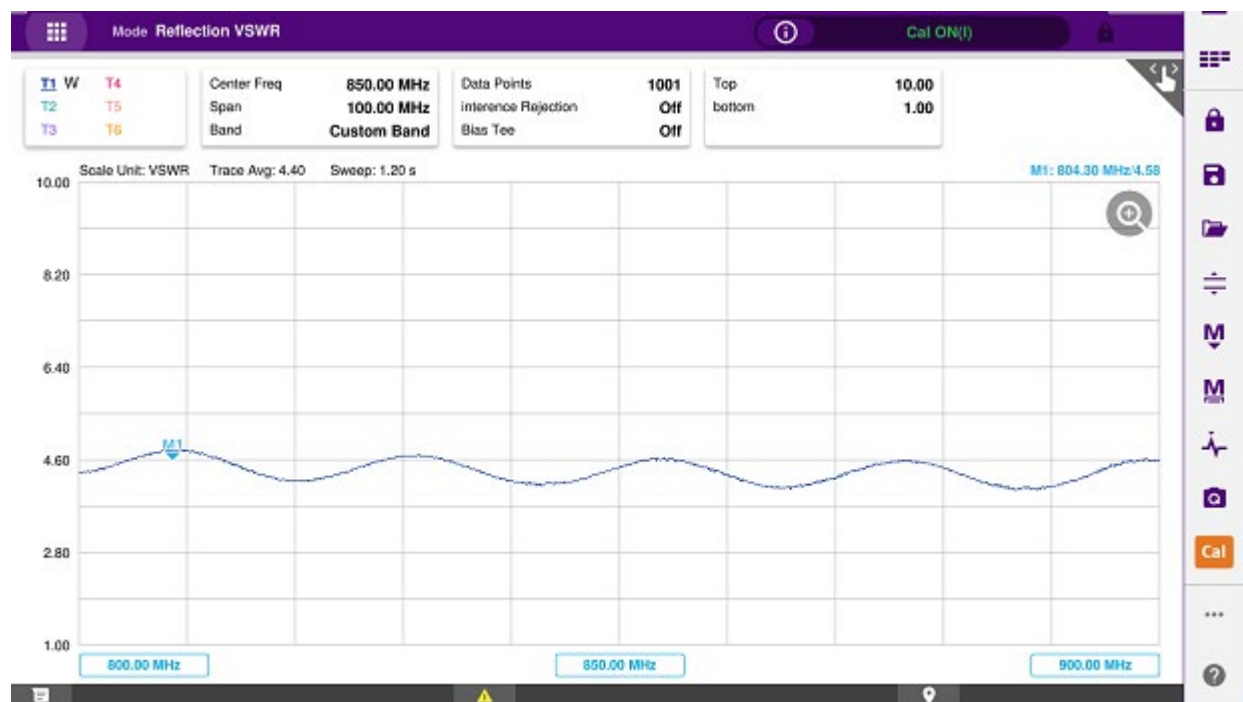 Mode Reflection VSWR
Cal ON(I)
T1 W T4
T2 T5
T3 T6
Center Freq 850.00 MHz
Span 100.00 MHz
Band Custom Band
Data Points 1001
interence Rejection Off
Bias Tee Off
Top 10.00
bottom 1.00
Scale Unit: VSWR Trace Avg: 4.40 Sweep: 1.20 s
M1: 804.30 MHz/4.58
10.00
8.20
6.40
M1
4.60
2.80
1.00
800.00 MHz
850.00 MHz
900.00 MHz
M
M
Cal